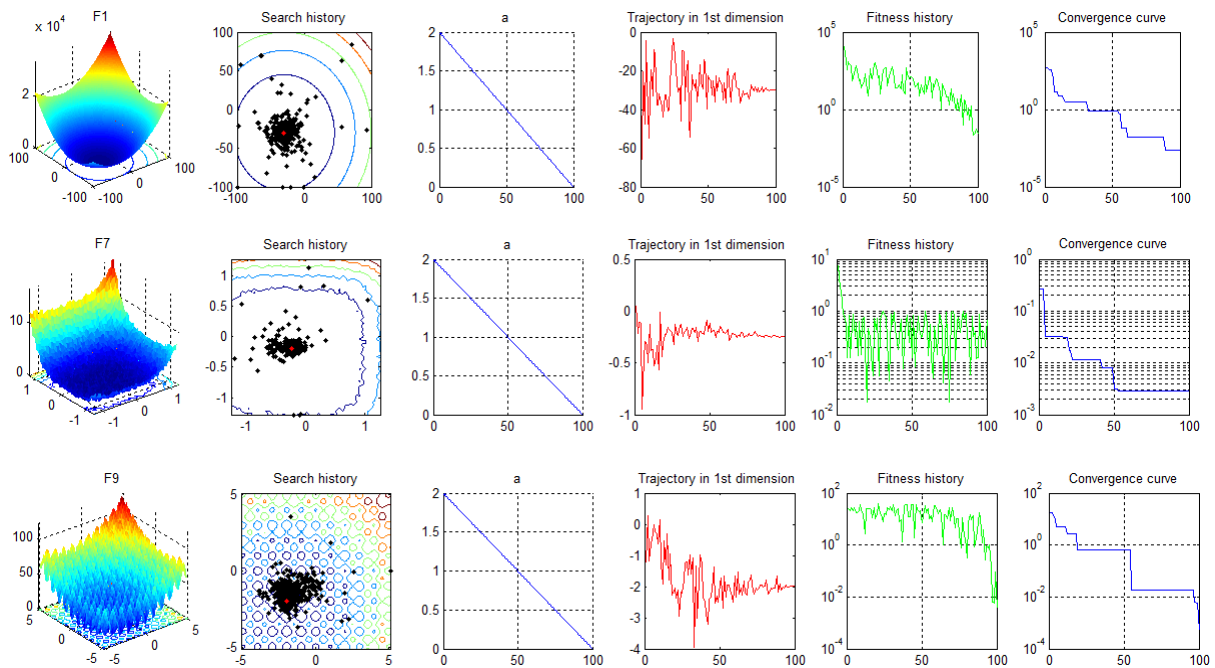 F1
x 10^4
2
0
100
0
-100
-100
0
100
Search history
100
50
0
-50
-100
-100 0 100
a
2
1
0
0 50 100
Trajectory in 1st dimension
0
-20
-40
-60
-80
0 50 100
Fitness history
10^5
10^0
10^-5
0 50 100
Convergence curve
10^5
10^0
10^-5
0 50 100
F7
10
0
1
0
-1
-1
0
1
Search history
1
0.5
0
-0.5
-1
-1 0 1
a
2
1.5
1
0.5
0
0 50 100
Trajectory in 1st dimension
0.5
0
-0.5
-1
0 50 100
Fitness history
10^1
10^0
10^-1
10^-2
0 50 100
Convergence curve
10^0
10^-1
10^-2
10^-3
0 50 100
F9
100
50
0
5
0
-5
-5
0
5
Search history
5
0
-5
-5 0 5
a
2
1.5
1
0.5
0
0 50 100
Trajectory in 1st dimension
1
0
-1
-2
-3
-4
0 50 100
Fitness history
10^2
10^0
10^-2
10^-4
0 50 100
Convergence curve
10^2
10^0
10^-2
10^-4
0 50 100